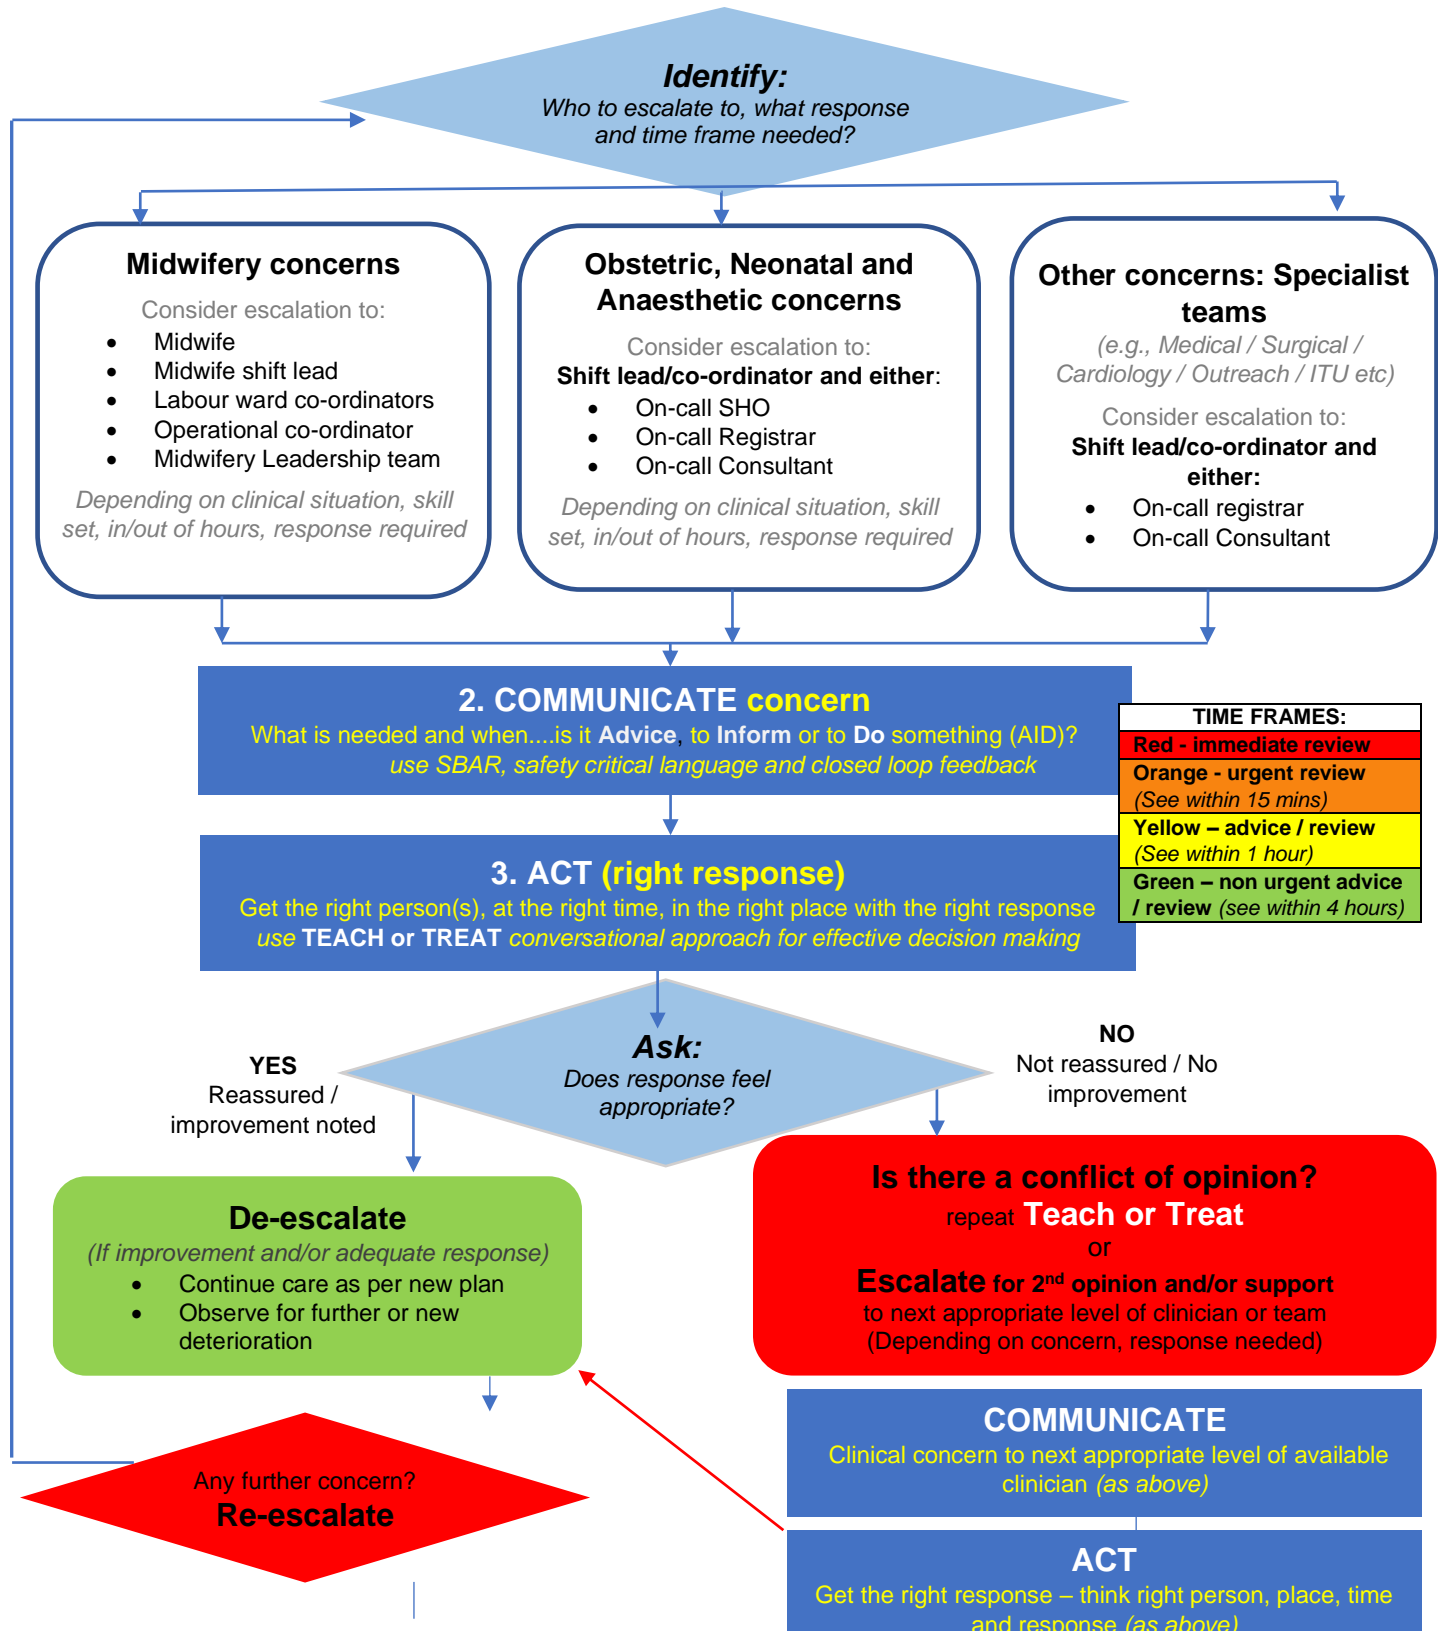 Identify:
Who to escalate to, what response
and time frame needed?
Midwifery concerns
Consider escalation to:
• Midwife
• Midwife shift lead
• Labour ward co-ordinators
• Operational co-ordinator
• Midwifery Leadership team
Depending on clinical situation, skill
set, in/out of hours, response required
Obstetric, Neonatal and
Anaesthetic concerns
Consider escalation to:
Shift lead/co-ordinator and either:
• On-call SHO
• On-call Registrar
• On-call Consultant
Depending on clinical situation, skill
set, in/out of hours, response required
Other concerns: Specialist
teams
(e.g., Medical / Surgical /
Cardiology / Outreach / ITU etc)
Consider escalation to:
Shift lead/co-ordinator and
either:
• On-call registrar
• On-call Consultant
2. COMMUNICATE concern
What is needed and when....is it Advice, to Inform or to Do something (AID)?
use SBAR, safety critical language and closed loop feedback
TIME FRAMES:
Red - immediate review
Orange - urgent review
(See within 15 mins)
Yellow – advice / review
(See within 1 hour)
Green – non urgent advice
/ review (see within 4 hours)
3. ACT (right response)
Get the right person(s), at the right time, in the right place with the right response
use TEACH or TREAT conversational approach for effective decision making
Ask:
Does response feel
appropriate?
YES
Reassured /
improvement noted
NO
Not reassured / No
improvement
De-escalate
(If improvement and/or adequate response)
• Continue care as per new plan
• Observe for further or new
deterioration
Is there a conflict of opinion?
repeat Teach or Treat
or
Escalate for 2nd opinion and/or support
to next appropriate level of clinician or team
(Depending on concern, response needed)
Any further concern?
Re-escalate
COMMUNICATE
Clinical concern to next appropriate level of available
clinician (as above)
ACT
Get the right response – think right person, place, time
and response (as above)